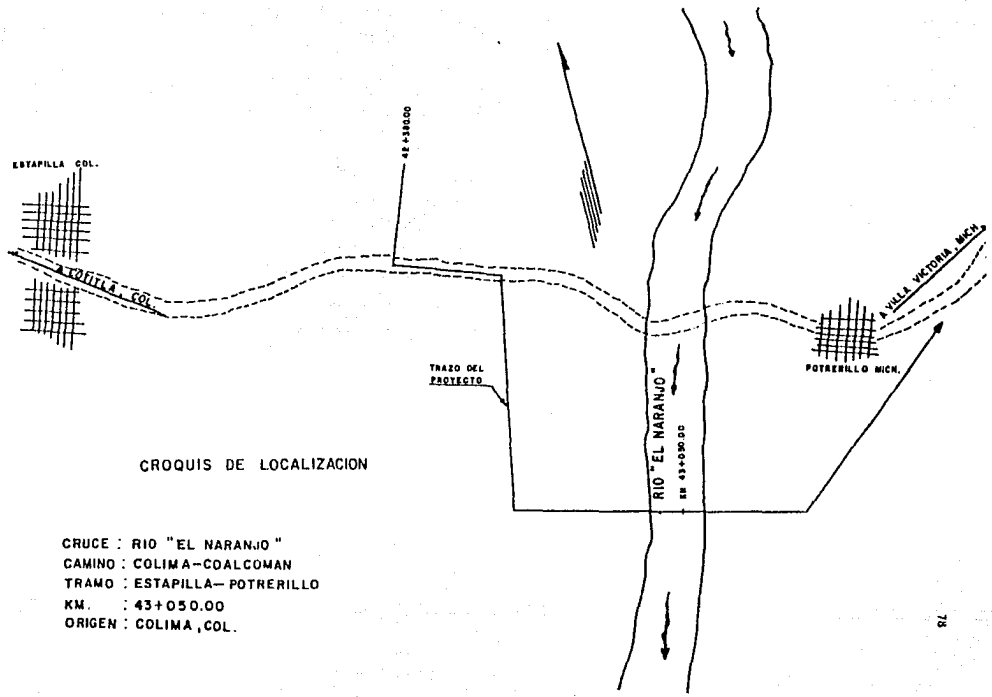 ESTAPILLA COL.
A COFITLA, COL.
42+380.00
TRAZO DEL
PROYECTO
RIO "EL NARANJO"
KM 43+050.00
A VILLA VICTORIA, MICH.
POTRERILLO MICH.
CROQUIS DE LOCALIZACION
CRUCE : RIO "EL NARANJO"
CAMINO : COLIMA-COALCOMAN
TRAMO : ESTAPILLA-POTRERILLO
KM. : 43+050.00
ORIGEN : COLIMA, COL.
78